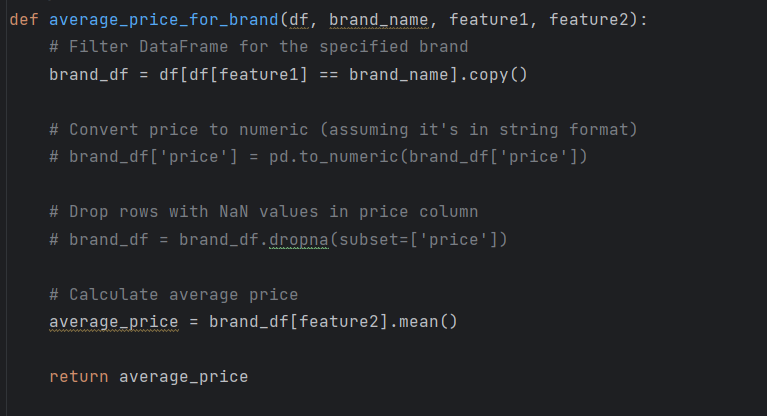 def average_price_for_brand(df, brand_name, feature1, feature2):
    # Filter DataFrame for the specified brand
    brand_df = df[df[feature1] == brand_name].copy()

    # Convert price to numeric (assuming it's in string format)
    # brand_df['price'] = pd.to_numeric(brand_df['price'])

    # Drop rows with NaN values in price column
    # brand_df = brand_df.dropna(subset=['price'])

    # Calculate average price
    average_price = brand_df[feature2].mean()

    return average_price